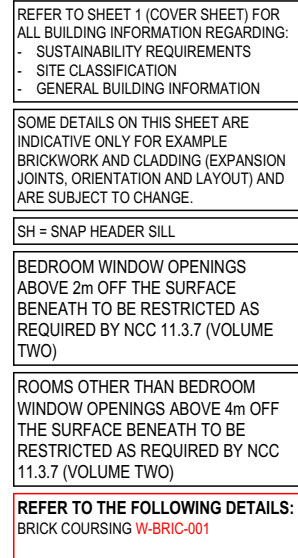 REFER TO SHEET 1 (COVER SHEET) FOR
ALL BUILDING INFORMATION REGARDING:
- SUSTAINABILITY REQUIREMENTS
- SITE CLASSIFICATION
- GENERAL BUILDING INFORMATION
SOME DETAILS ON THIS SHEET ARE
INDICATIVE ONLY FOR EXAMPLE
BRICKWORK AND CLADDING (EXPANSION
JOINTS, ORIENTATION AND LAYOUT) AND
ARE SUBJECT TO CHANGE.
SH = SNAP HEADER SILL
BEDROOM WINDOW OPENINGS
ABOVE 2m OFF THE SURFACE
BENEATH TO BE RESTRICTED AS
REQUIRED BY NCC 11.3.7 (VOLUME
TWO)
ROOMS OTHER THAN BEDROOM
WINDOW OPENINGS ABOVE 4m OFF
THE SURFACE BENEATH TO BE
RESTRICTED AS REQUIRED BY NCC
11.3.7 (VOLUME TWO)
REFER TO THE FOLLOWING DETAILS:
BRICK COURSING W-BRIC-001